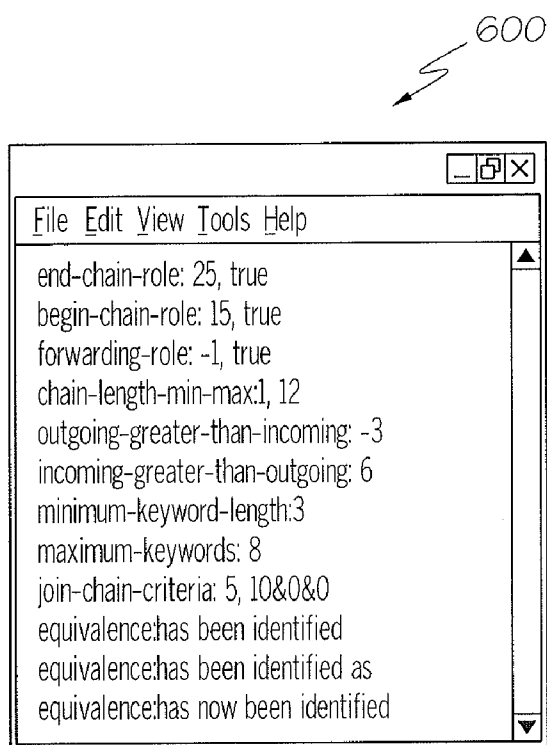 600
File Edit View Tools Help
end-chain-role: 25, true
begin-chain-role: 15, true
forwarding-role: -1, true
chain-length-min-max:1, 12
outgoing-greater-than-incoming: -3
incoming-greater-than-outgoing: 6
minimum-keyword-length:3
maximum-keywords: 8
join-chain-criteria: 5, 10&0&0
equivalence:has been identified
equivalence:has been identified as
equivalence:has now been identified